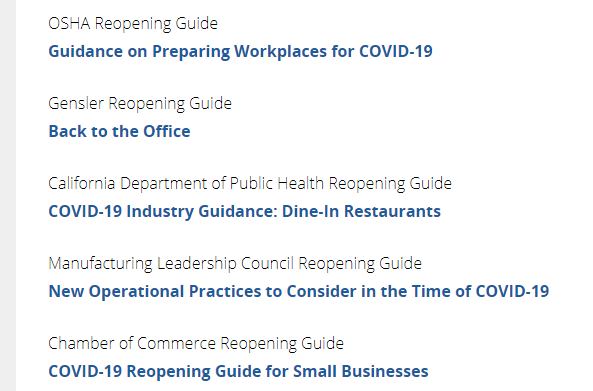 OSHA Reopening Guide
Guidance on Preparing Workplaces for COVID-19
Gensler Reopening Guide
Back to the Office
California Department of Public Health Reopening Guide
COVID-19 Industry Guidance: Dine-In Restaurants
Manufacturing Leadership Council Reopening Guide
New Operational Practices to Consider in the Time of COVID-19
Chamber of Commerce Reopening Guide
COVID-19 Reopening Guide for Small Businesses